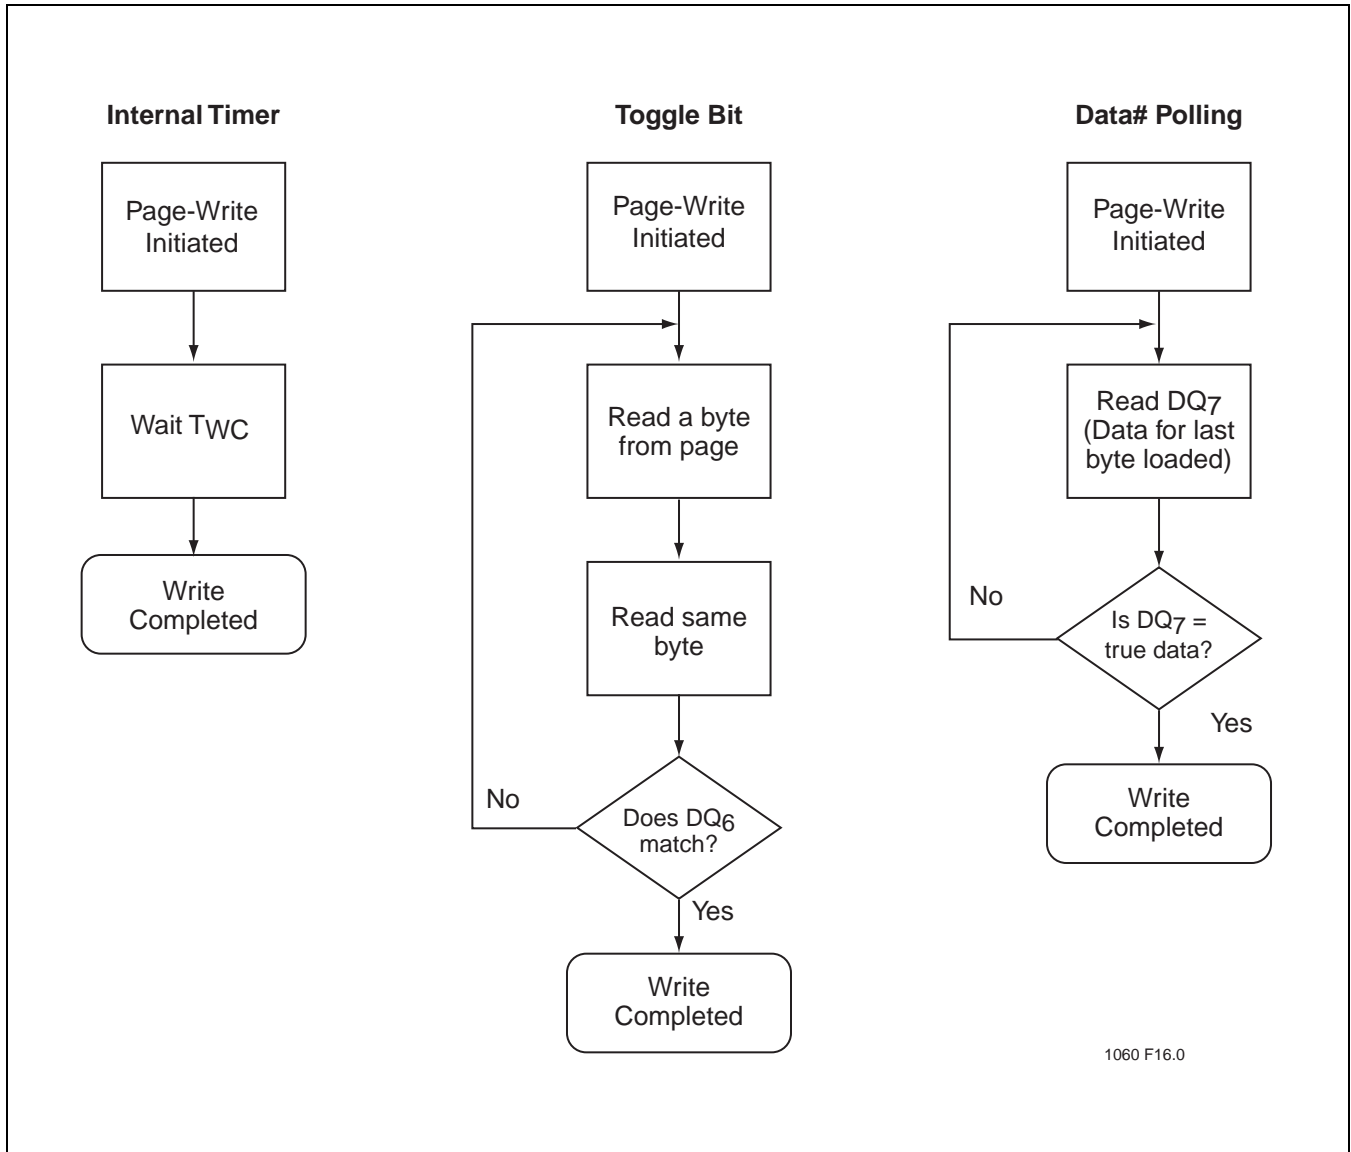 Internal Timer
Page-Write
Initiated
Wait TWC
Write
Completed
Toggle Bit
Page-Write
Initiated
Read a byte
from page
Read same
byte
No
Does DQ6
match?
Yes
Write
Completed
Data# Polling
Page-Write
Initiated
Read DQ7
(Data for last
byte loaded)
No
Is DQ7 =
true data?
Yes
Write
Completed
1060 F16.0